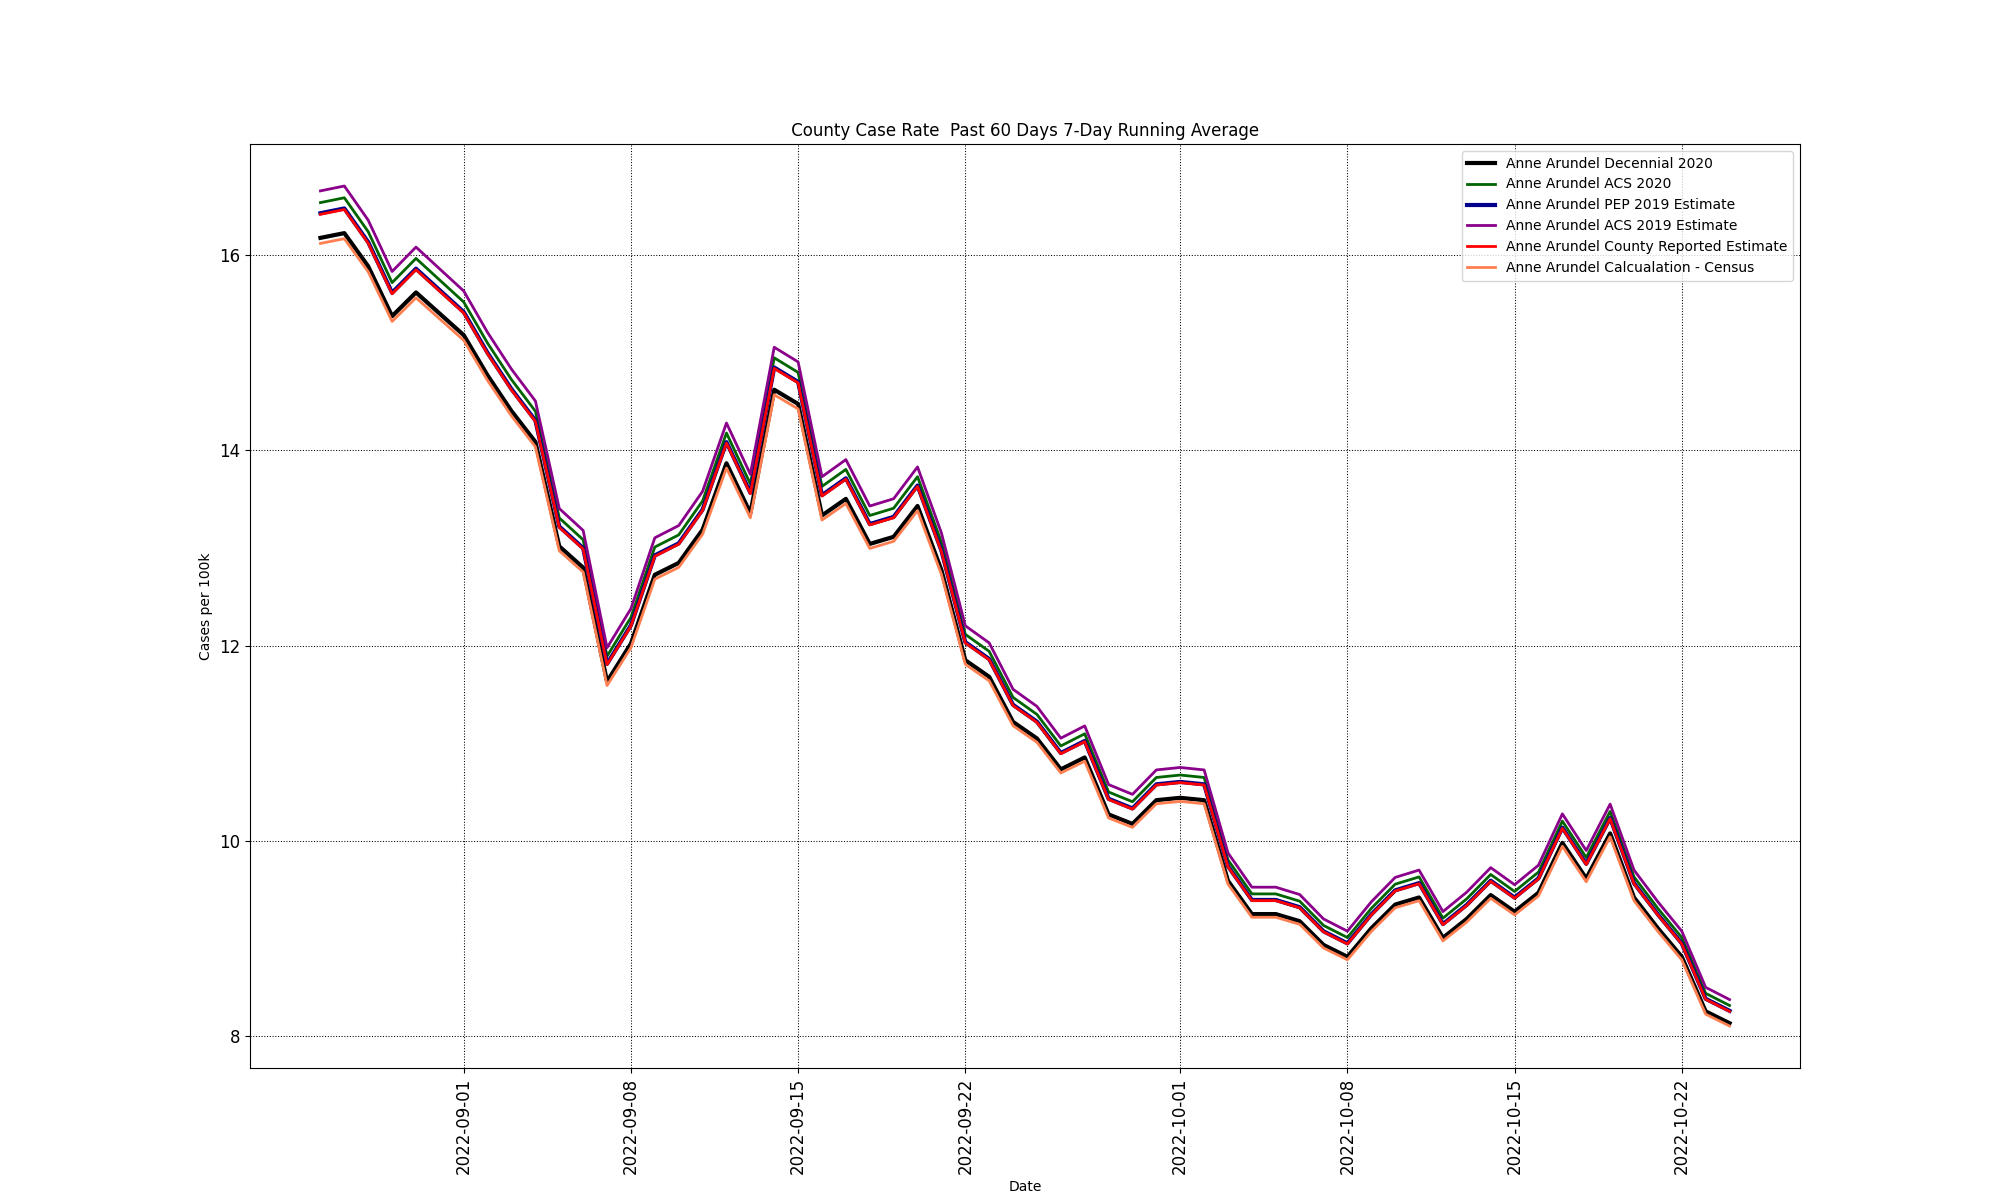 County Case Rate  Past 60 Days 7-Day Running Average
Anne Arundel Decennial 2020
Anne Arundel ACS 2020
Anne Arundel PEP 2019 Estimate
Anne Arundel ACS 2019 Estimate
Anne Arundel County Reported Estimate
Anne Arundel Calcualation - Census
Cases per 100k
16
14
12
10
8
2022-09-01
2022-09-08
2022-09-15
2022-09-22
2022-10-01
2022-10-08
2022-10-15
2022-10-22
Date